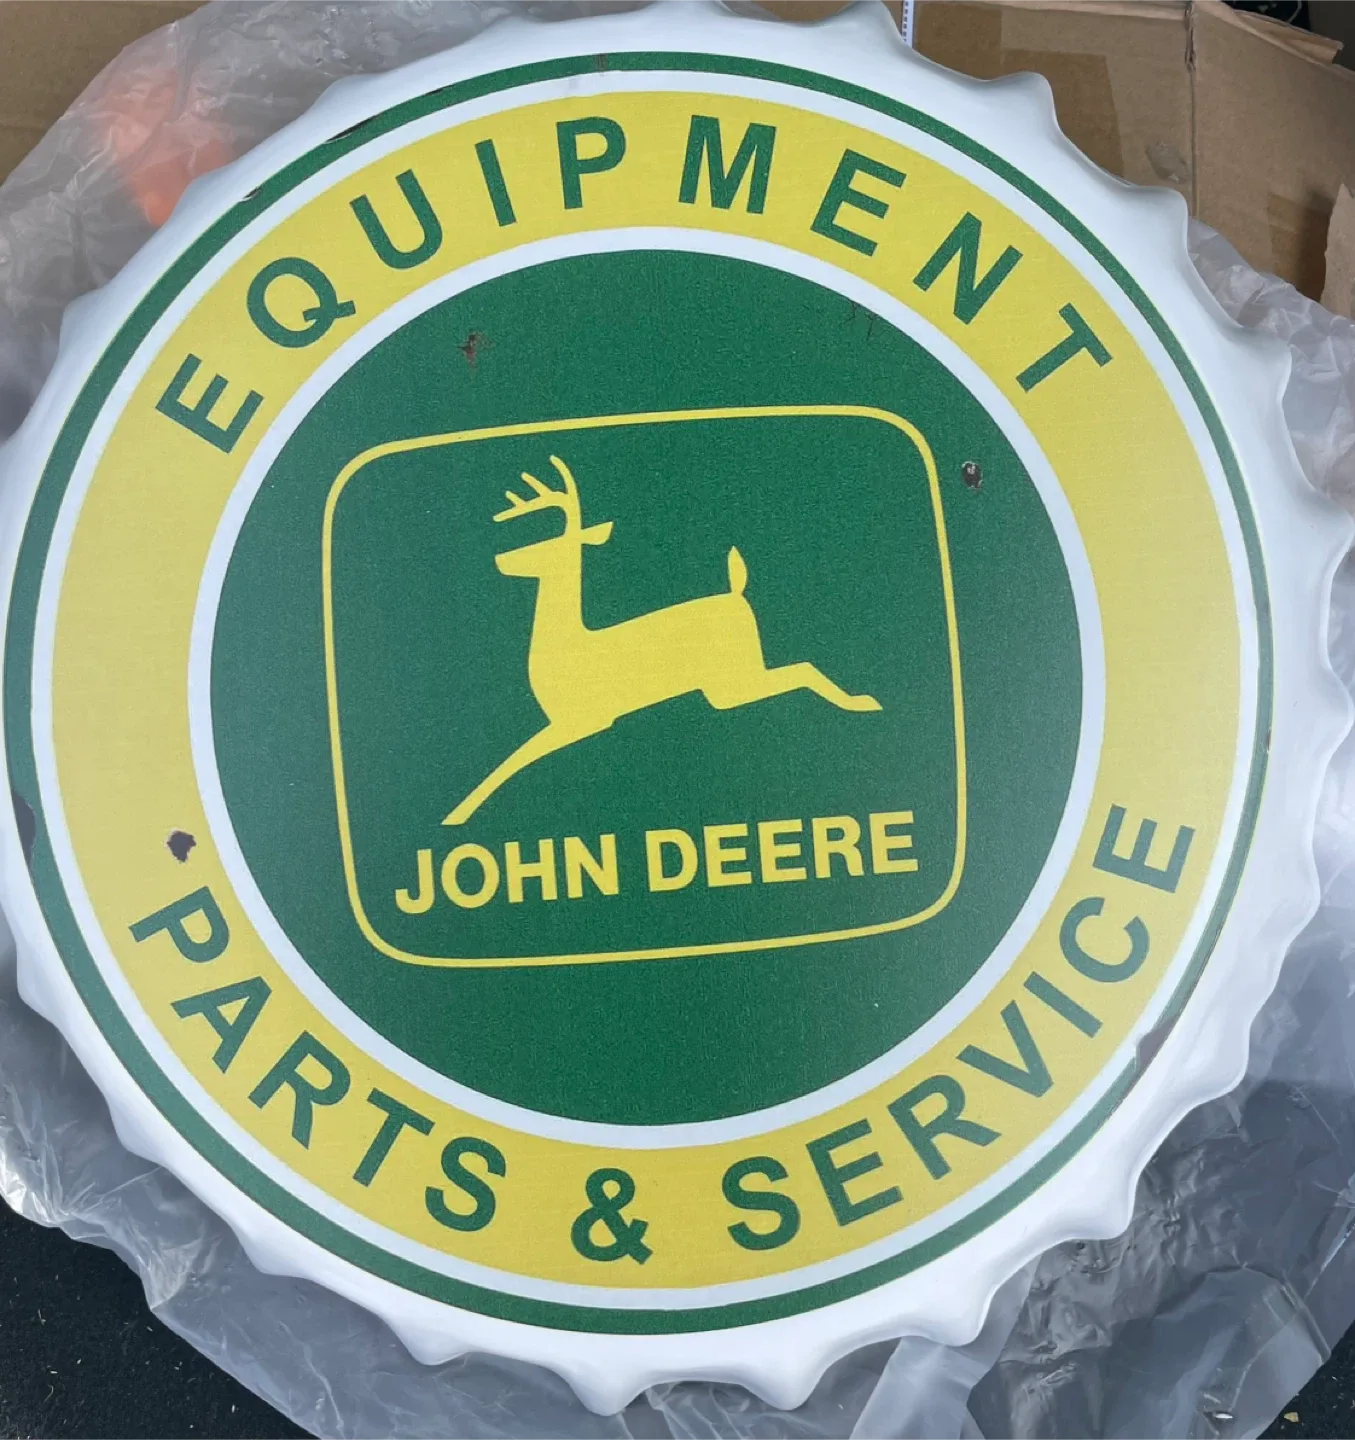 EQUIPMENT
JOHN DEERE
PARTS & SERVICE